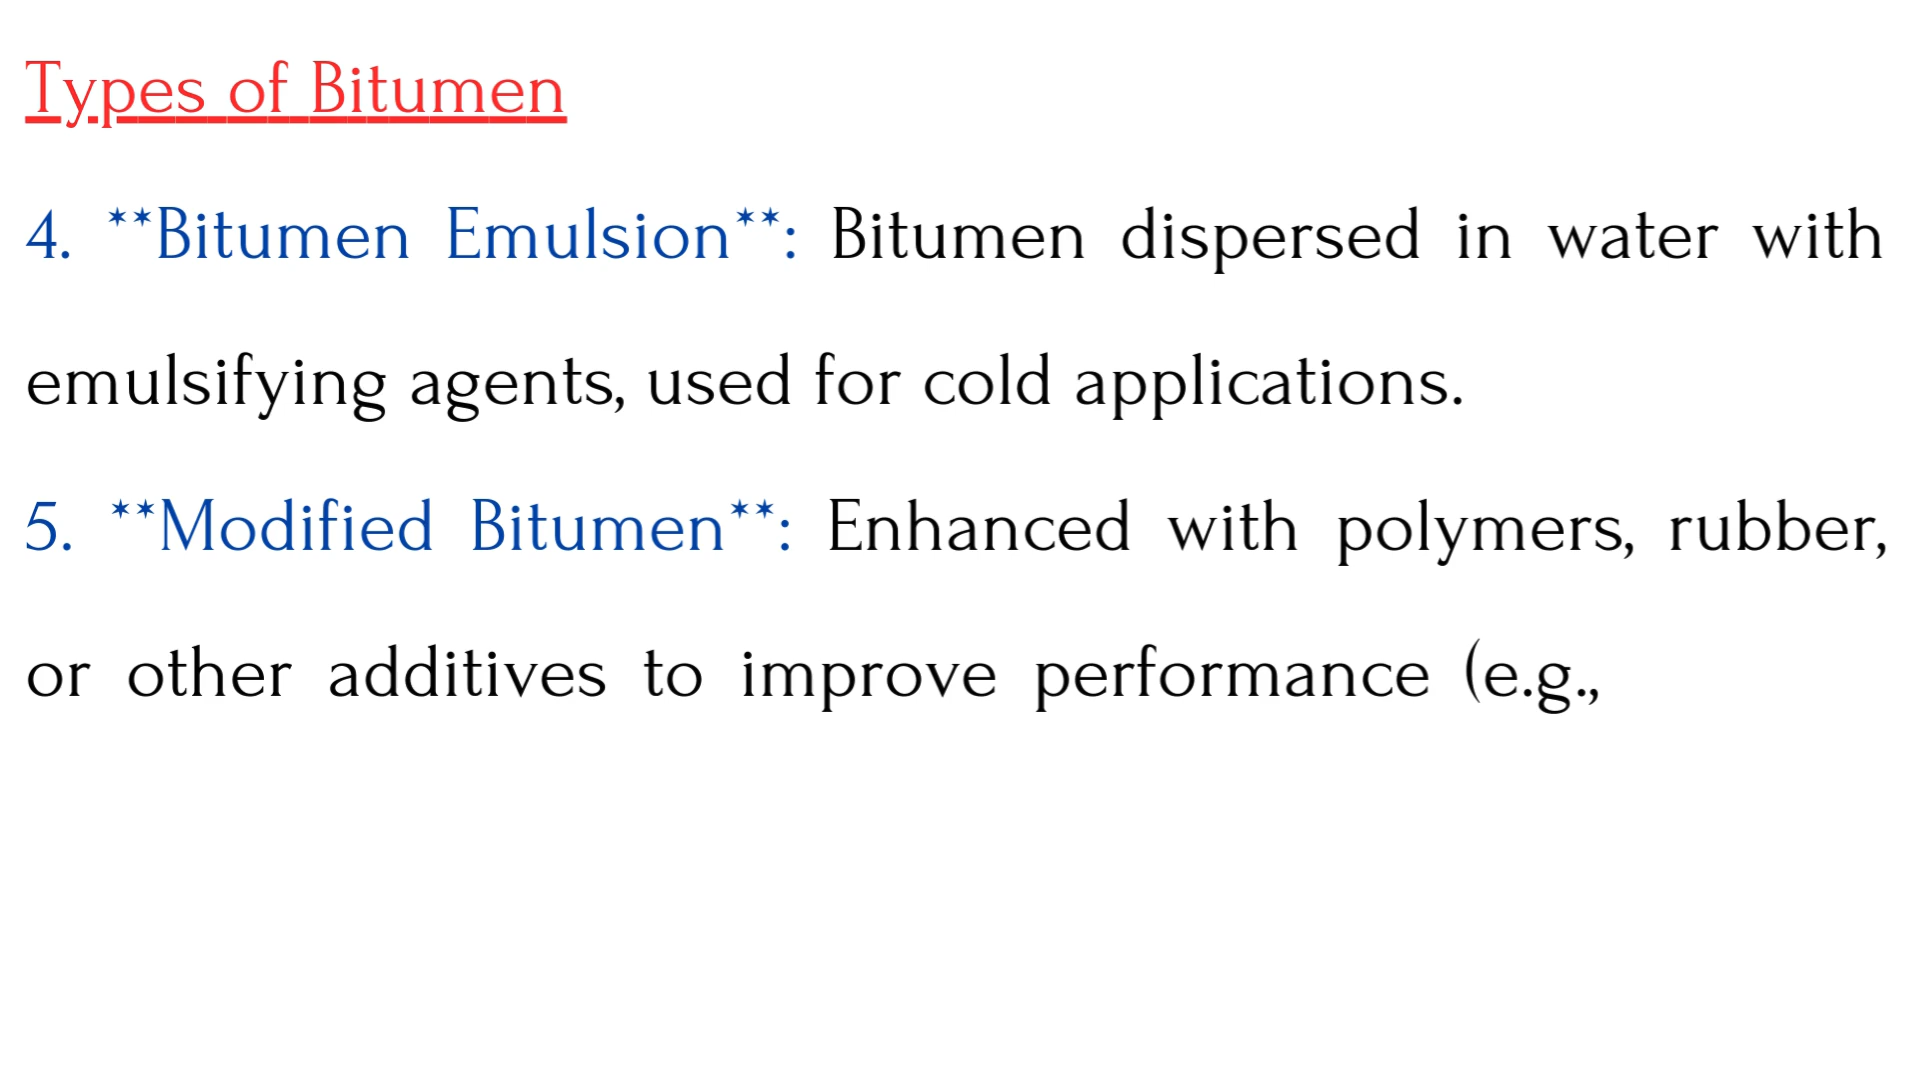 Types of Bitumen
4. **Bitumen Emulsion**: Bitumen dispersed in water with
emulsifying agents, used for cold applications.
5. **Modified Bitumen**: Enhanced with polymers, rubber,
or other additives to improve performance (e.g.,